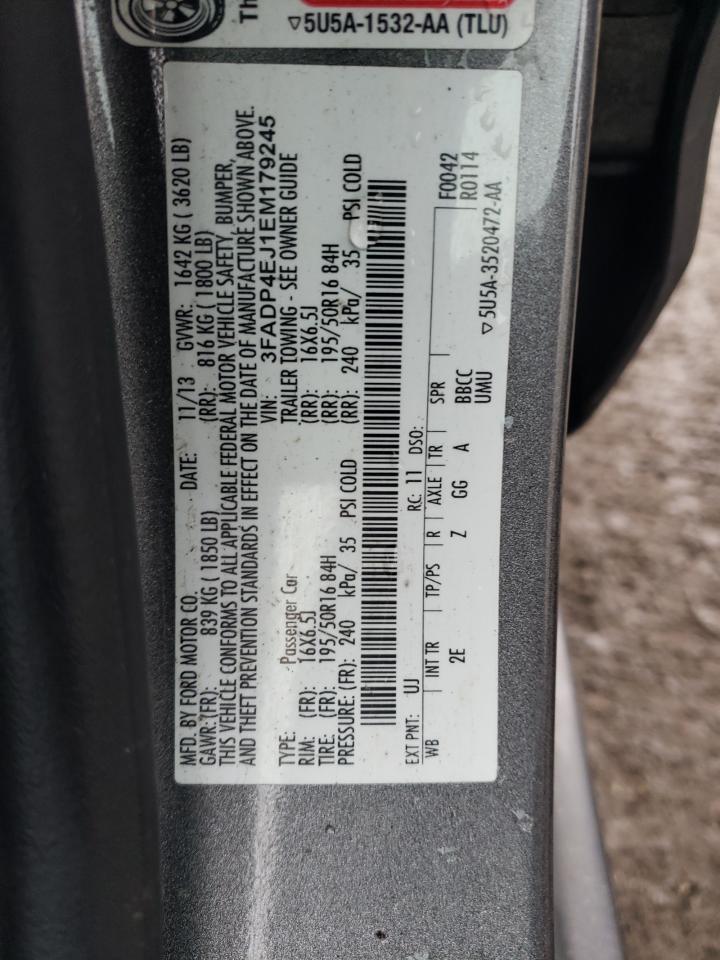 Th
▽5U5A-1532-AA (TLU)
MFD. BY FORD MOTOR CO. DATE: 11/13 GVWR: 1642 KG ( 3620 LB)
GAWR:(FR): 839 KG ( 1850 LB) (RR): 816 KG ( 1800 LB)
THIS VEHICLE CONFORMS TO ALL APPLICABLE FEDERAL MOTOR VEHICLE SAFETY, BUMPER,
AND THEFT PREVENTION STANDARDS IN EFFECT ON THE DATE OF MANUFACTURE SHOWN ABOVE.
VIN: 3FADP4EJ1EM179245
TYPE: Passenger Car TRAILER TOWING - SEE OWNER GUIDE
RIM: (FR): 16X6.5J (RR): 16X6.5J
TIRE: (FR): 195/50R16 84H (RR): 195/50R16 84H
PRESSURE: (FR): 240 kPa/ 35 PSI COLD (RR): 240 kPa/ 35 PSI COLD
EXT PNT: UJ RC: 11 DSO: F0042
WB INT TR TP/PS R AXLE TR SPR R0114
2E Z GG A BBCC
UMU
▽5U5A-3520472-AA